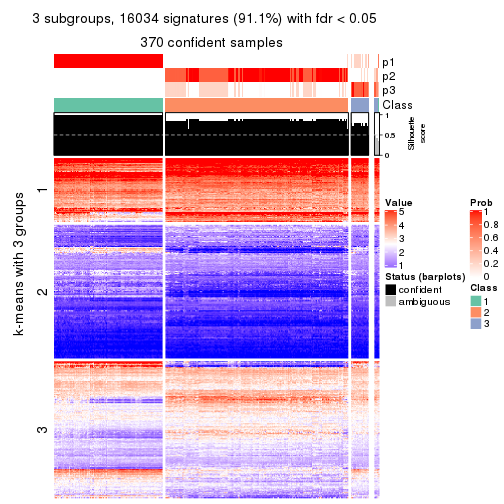 3 subgroups, 16034 signatures (91.1%) with fdr < 0.05
370 confident samples
p1
p2
p3
Class
1
0.5
0
Silhouette
score
k-means with 3 groups
1
2
3
Value
5
4
3
2
1
Status (barplots)
confident
ambiguous
Prob
1
0.8
0.6
0.4
0.2
0
Class
1
2
3